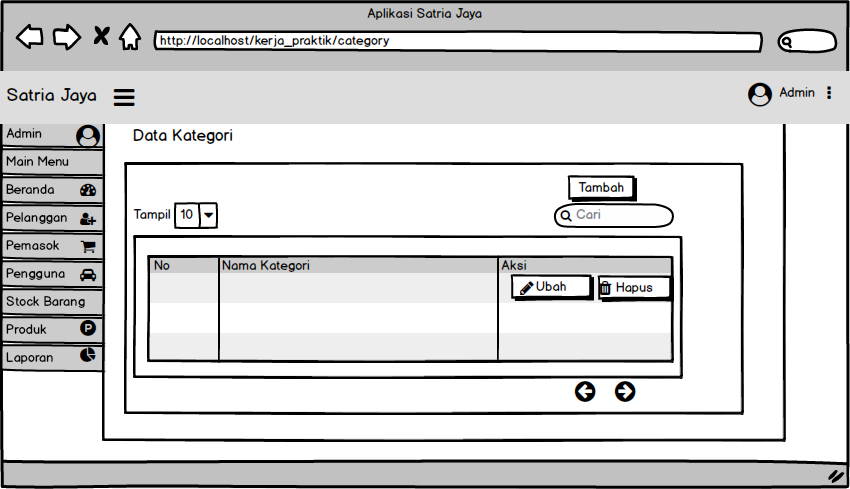 Aplikasi Satria Jaya
http://localhost/kerja_praktik/category
Satria Jaya
Admin
Admin
Main Menu
Beranda
Pelanggan
Pemasok
Pengguna
Stock Barang
Produk
P
Laporan
Data Kategori
Tambah
Tampil 10
Cari
No Nama Kategori Aksi
Ubah Hapus